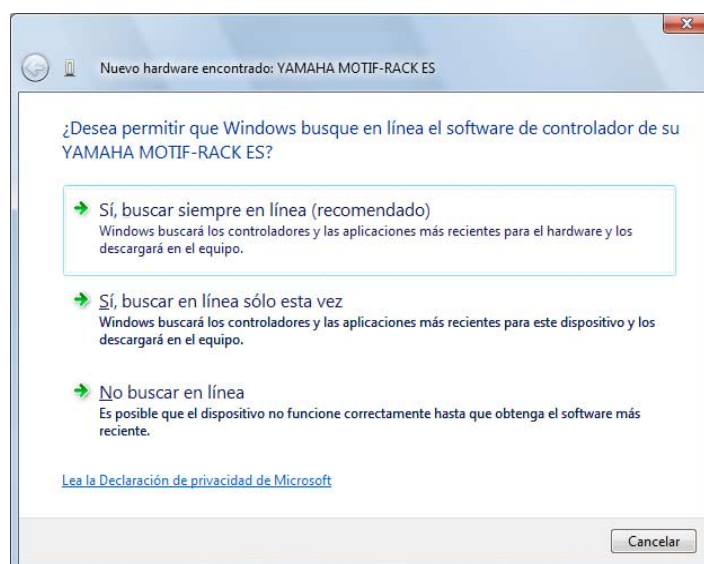 Nuevo hardware encontrado: YAMAHA MOTIF-RACK ES
¿Desea permitir que Windows busque en línea el software de controlador de su
YAMAHA MOTIF-RACK ES?
Sí, buscar siempre en línea (recomendado)
Windows buscará los controladores y las aplicaciones más recientes para el hardware y los
descargará en el equipo.
Sí, buscar en línea sólo esta vez
Windows buscará los controladores y las aplicaciones más recientes para este dispositivo y los
descargará en el equipo.
No buscar en línea
Es posible que el dispositivo no funcione correctamente hasta que obtenga el software más
reciente.
Lea la Declaración de privacidad de Microsoft
Cancelar